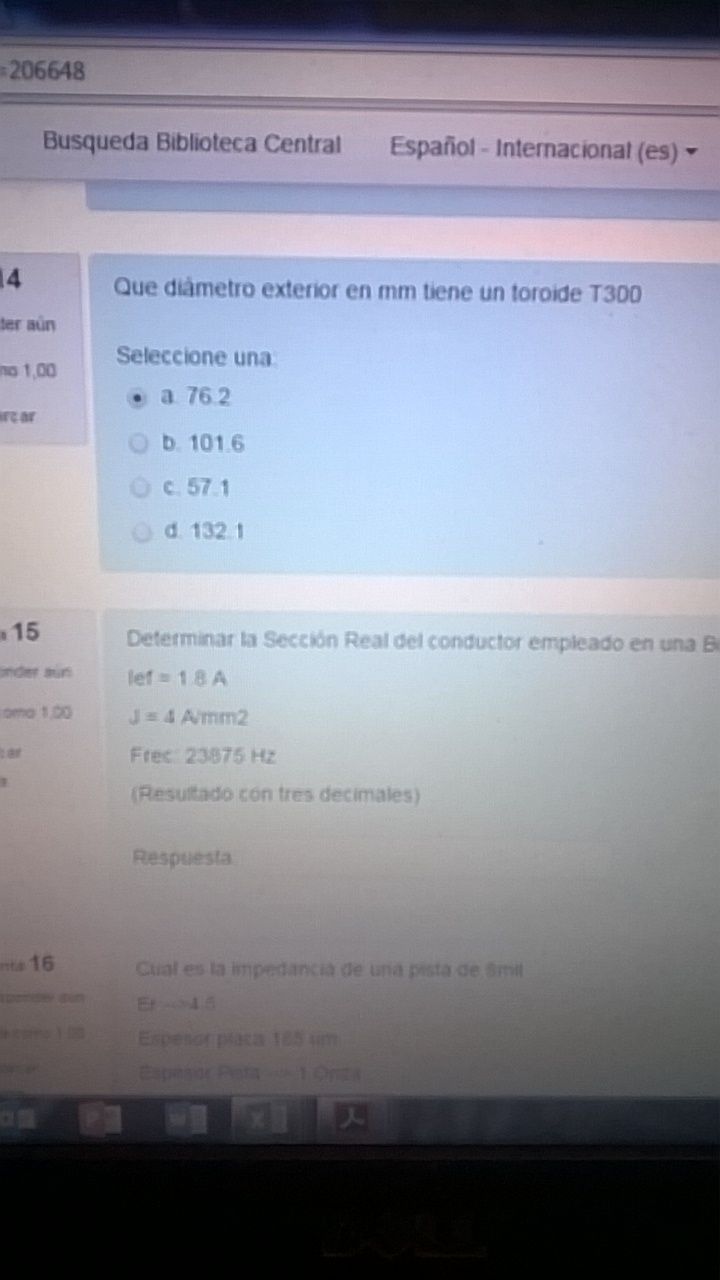 =206648
Busqueda Biblioteca Central Español - Internacional (es)
14
ter aún
no 1,00
rcar
Que diámetro exterior en mm tiene un toroide T300
Seleccione una:
a. 76.2
b. 101.6
c. 57.1
d. 132.1
a 15
onder aún
omo 1,00
car
Determinar la Sección Real del conductor empleado en una B
Ief = 1.8 A
J = 4 A/mm2
Frec: 23875 Hz
(Resultado con tres decimales)
Respuesta:
nta 16
Cual es la impedancia de una pista de 8mil
Er -->4.5
Espesor placa 185 um
Espesor Pista --> 1 Onza